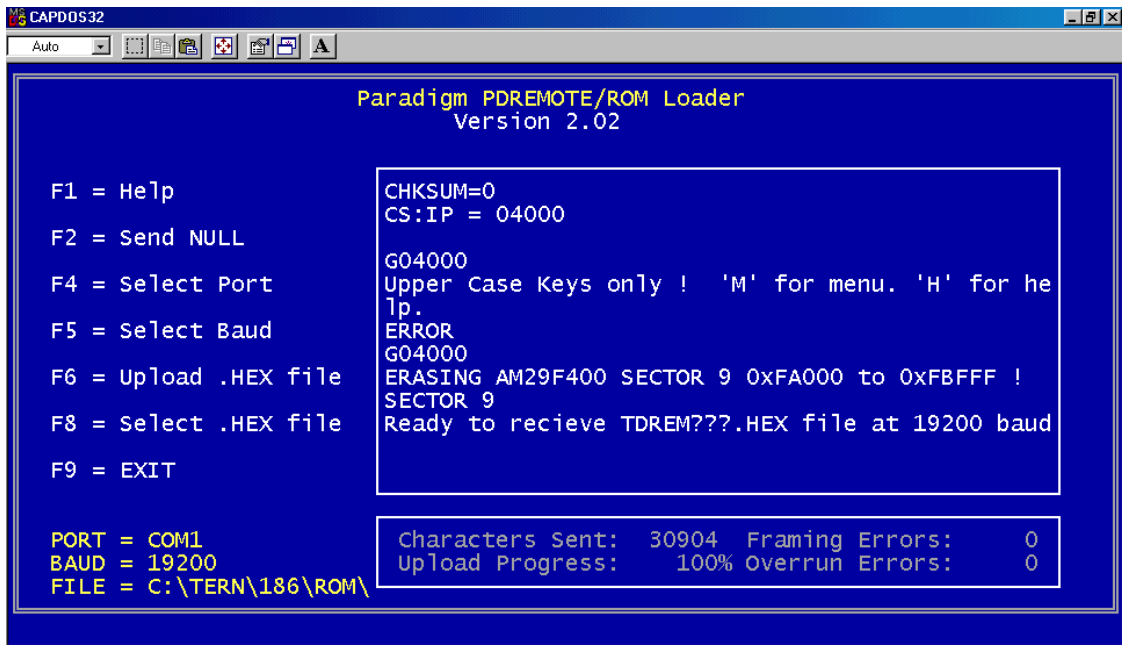 CAPDOS32
Auto
A
Paradigm PDREMOTE/ROM Loader
Version 2.02
F1 = Help
F2 = Send NULL
F4 = Select Port
F5 = Select Baud
F6 = Upload .HEX file
F8 = Select .HEX file
F9 = EXIT
CHKSUM=0
CS:IP = 04000
G04000
Upper Case Keys only !  'M' for menu. 'H' for he
lp.
ERROR
G04000
ERASING AM29F400 SECTOR 9 0xFA000 to 0xFBFFF !
SECTOR 9
Ready to recieve TDREM???.HEX file at 19200 baud
PORT = COM1
BAUD = 19200
FILE = C:\TERN\186\ROM\
Characters Sent:  30904  Framing Errors:  0
Upload Progress:  100%  Overrun Errors:  0